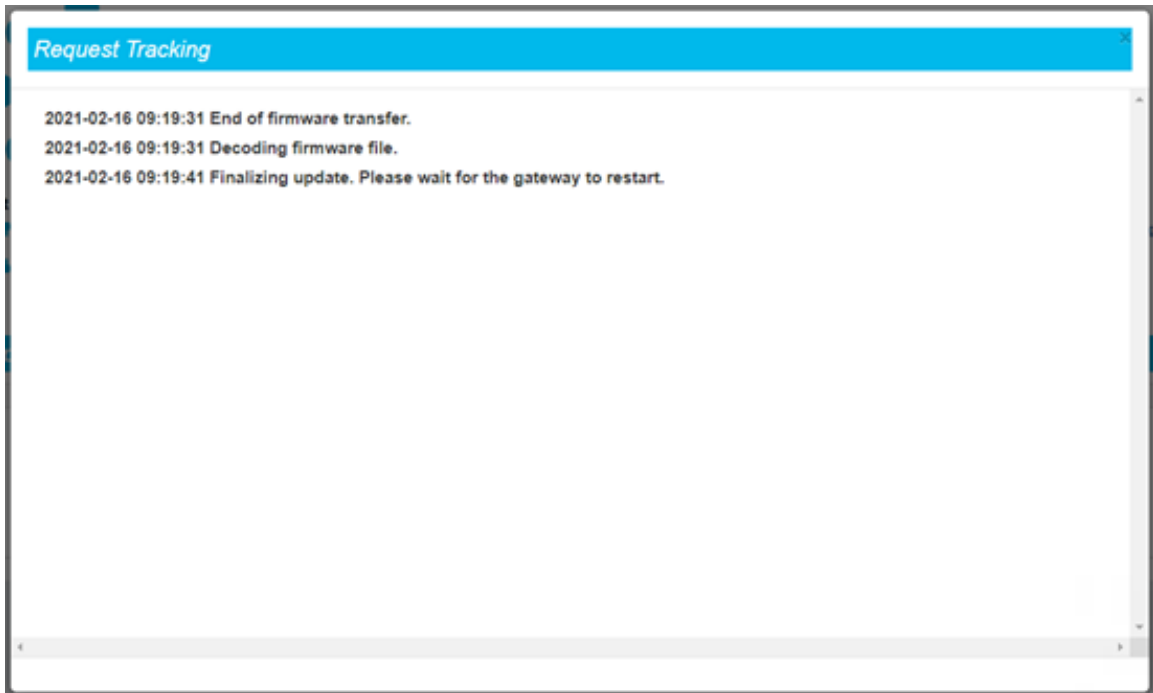 Request Tracking
2021-02-16 09:19:31 End of firmware transfer.
2021-02-16 09:19:31 Decoding firmware file.
2021-02-16 09:19:41 Finalizing update. Please wait for the gateway to restart.